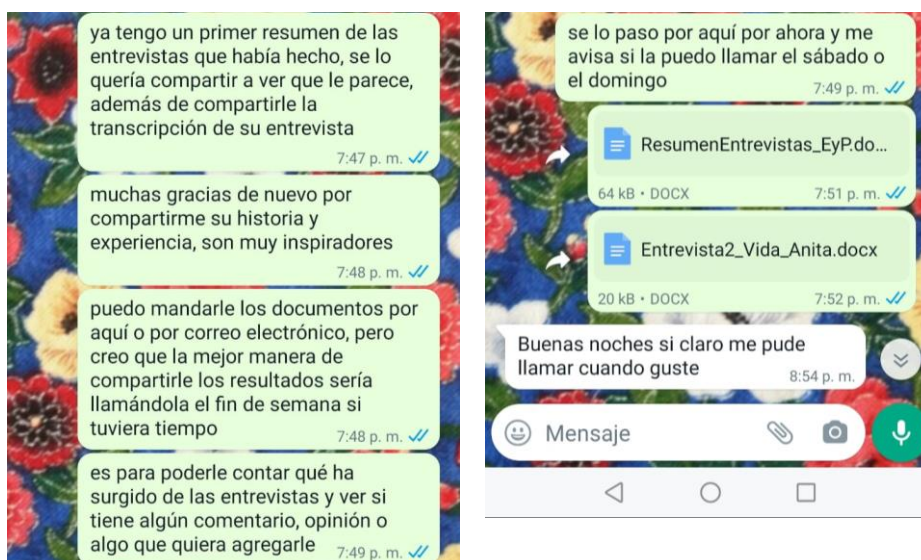 ya tengo un primer resumen de las
entrevistas que había hecho, se lo
quería compartir a ver que le parece,
además de compartirle la
transcripción de su entrevista
7:47 p. m.
muchas gracias de nuevo por
compartirme su historia y
experiencia, son muy inspiradores
7:48 p. m.
puedo mandarle los documentos por
aquí o por correo electrónico, pero
creo que la mejor manera de
compartirle los resultados sería
llamándola el fin de semana si
tuviera tiempo
7:48 p. m.
es para poderle contar qué ha
surgido de las entrevistas y ver si
tiene algún comentario, opinión o
algo que quiera agregarle
7:49 p. m.
se lo paso por aquí por ahora y me
avisa si la puedo llamar el sábado o
el domingo
7:49 p. m.
ResumenEntrevistas_EyP.do...
64 kB • DOCX 7:51 p. m.
Entrevista2_Vida_Anita.docx
20 kB • DOCX 7:52 p. m.
Buenas noches si claro me pude
llamar cuando guste
8:54 p. m.
Mensaje